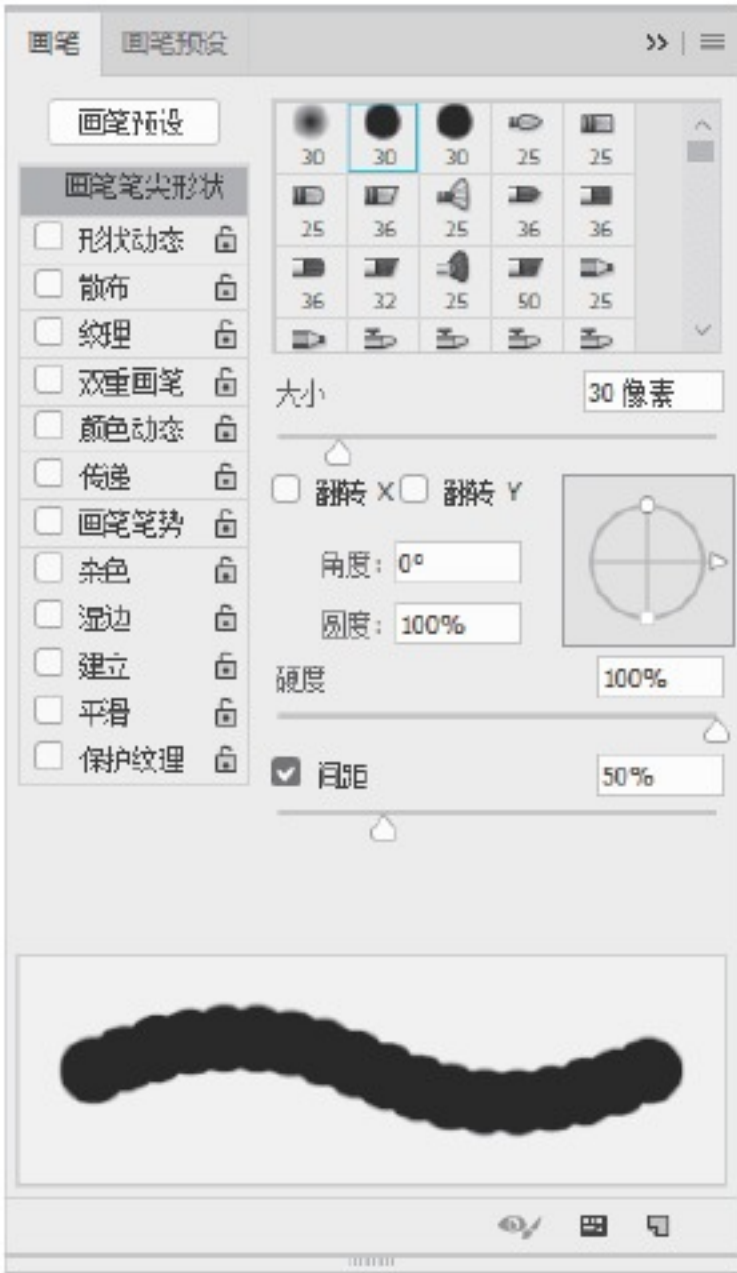 画笔 画笔预设
画笔预设
30 30 30 25 25
画笔笔尖形状
25 36 25 36 36
形状动态
散布
36 32 25 50 25
纹理
双重画笔
大小 30 像素
颜色动态
传递
翻转 X 翻转 Y
画笔笔势
杂色
角度: 0°
湿边
圆度: 100%
建立
硬度 100%
平滑
保护纹理
间距 50%